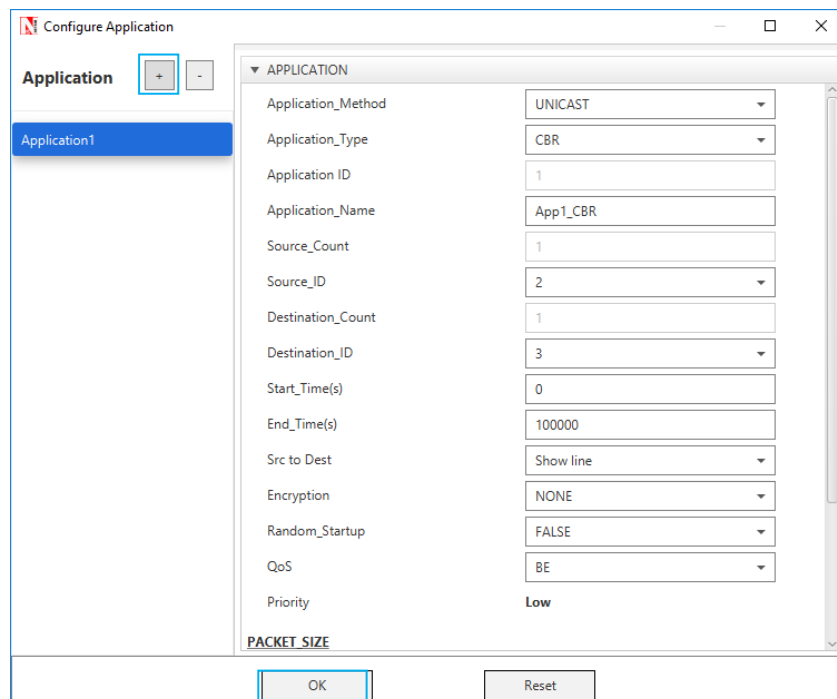 Configure Application
Application + -
Application1
APPLICATION
Application_Method UNICAST
Application_Type CBR
Application ID 1
Application_Name App1_CBR
Source_Count 1
Source_ID 2
Destination_Count 1
Destination_ID 3
Start_Time(s) 0
End_Time(s) 100000
Src to Dest Show line
Encryption NONE
Random_Startup FALSE
QoS BE
Priority Low
PACKET_SIZE
OK Reset